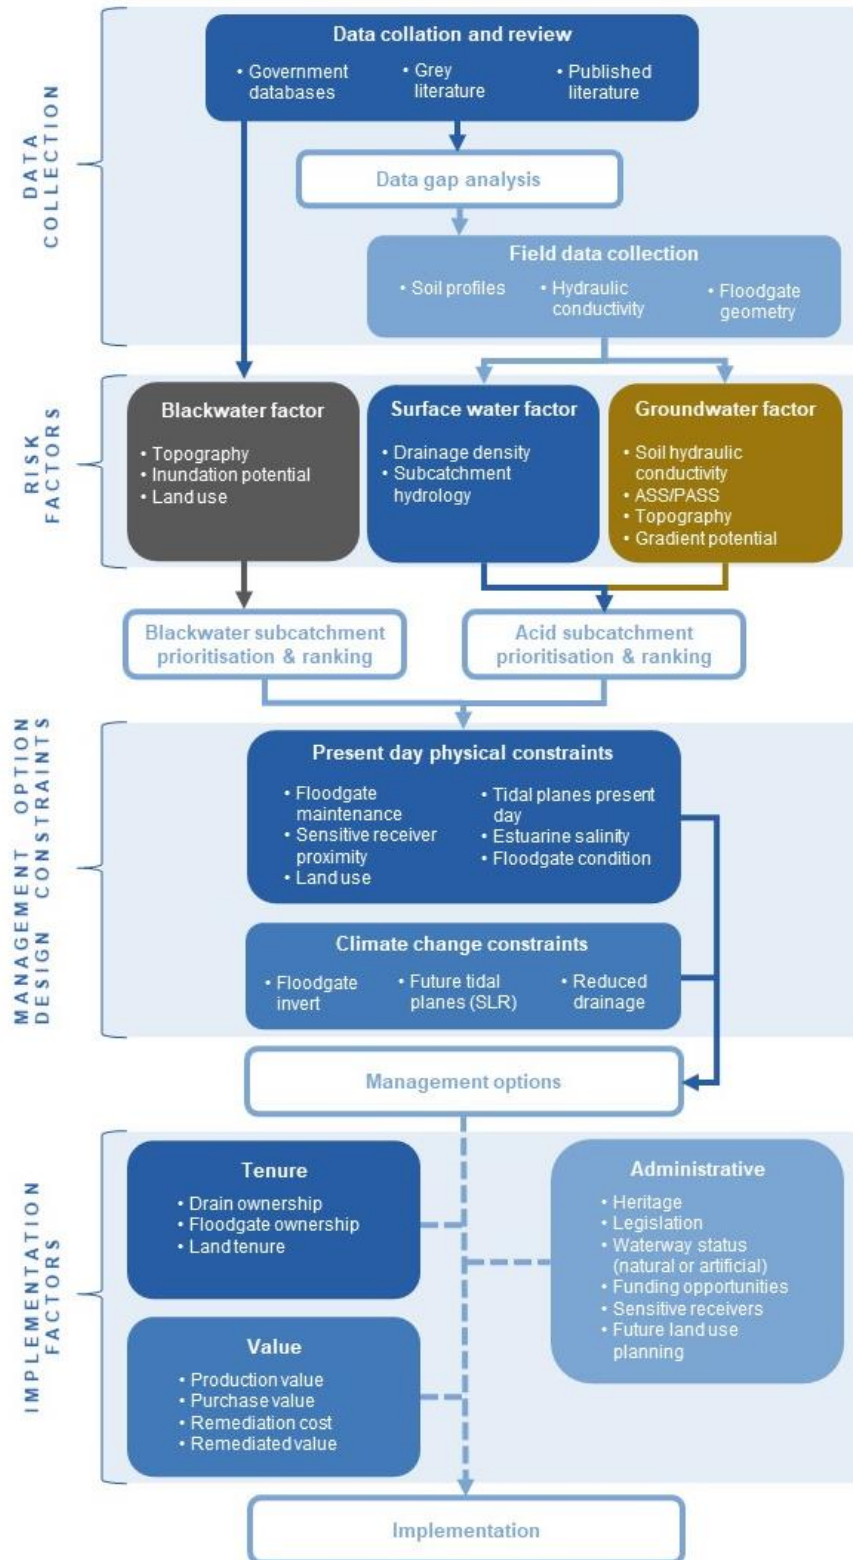 DATA
COLLECTION
Data collation and review
• Government
databases
• Grey
literature
• Published
literature
Data gap analysis
Field data collection
• Soil profiles
• Hydraulic
conductivity
• Floodgate
geometry
RISK
FACTORS
Blackwater factor
• Topography
• Inundation potential
• Land use
Surface water factor
• Drainage density
• Subcatchment
hydrology
Groundwater factor
• Soil hydraulic
conductivity
• ASS/PASS
• Topography
• Gradient potential
Blackwater subcatchment
prioritisation & ranking
Acid subcatchment
prioritisation & ranking
MANAGEMENT OPTION
DESIGN CONSTRAINTS
Present day physical constraints
• Floodgate
maintenance
• Sensitive receiver
proximity
• Land use
• Tidal planes present
day
• Estuarine salinity
• Floodgate condition
Climate change constraints
• Floodgate
invert
• Future tidal
planes (SLR)
• Reduced
drainage
Management options
IMPLEMENTATION
FACTORS
Tenure
• Drain ownership
• Floodgate ownership
• Land tenure
Administrative
• Heritage
• Legislation
• Waterway status
(natural or artificial)
• Funding opportunities
• Sensitive receivers
• Future land use
planning
Value
• Production value
• Purchase value
• Remediation cost
• Remediated value
Implementation